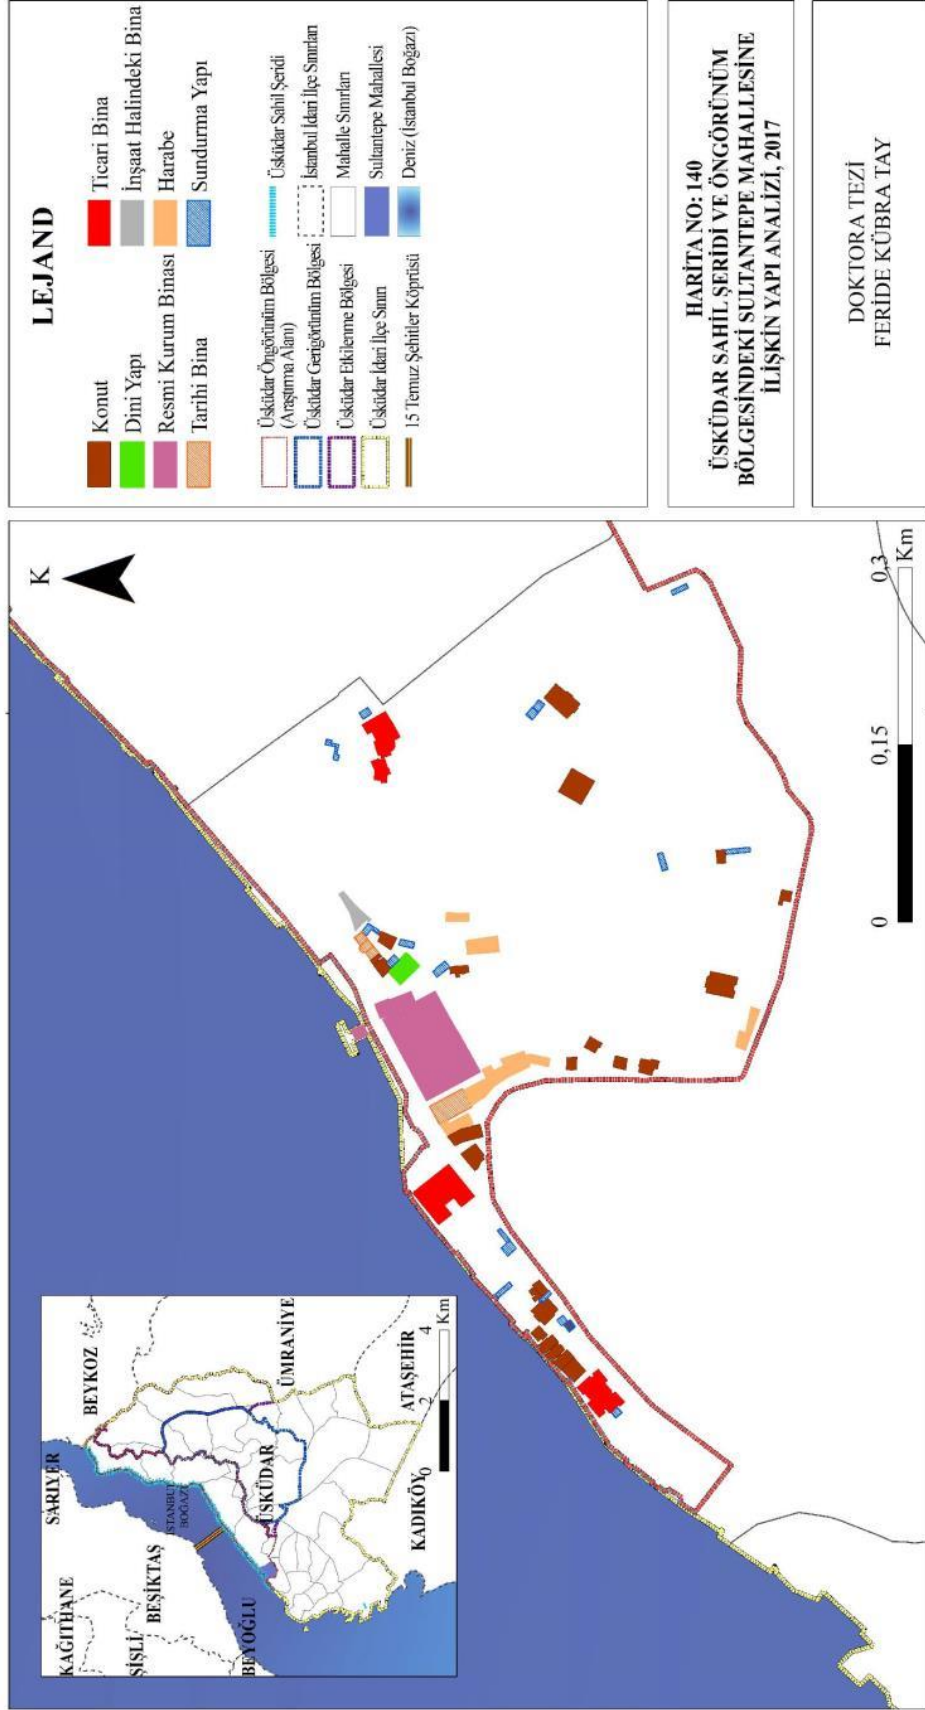 LEJAND
Konut
Dini Yapı
Resmi Kurum Binası
Tarihi Bina
Ticari Bina
İnşaat Halindeki Bina
Harabe
Sundurma Yapı
Üsküdar Öngörünüm Bölgesi
(Araştırma Alanı)
Üsküdar Gerigörünüm Bölgesi
Üsküdar Etkilenme Bölgesi
Üsküdar İdari İlçe Sınırı
15 Temuz Şehitler Köprüsü
Üsküdar Sahil Şeridi
İstanbul İdari İlçe Sınırları
Mahalle Sınırları
Sultantepe Mahallesi
Deniz (İstanbul Boğazı)
HARİTA NO: 140
ÜSKÜDAR SAHİL ŞERİDİ VE ÖNGÖRÜNÜM
BÖLGESİNDEKİ SULTANTEPE MAHALLESİNE
İLİŞKİN YAPI ANALİZİ, 2017
DOKTORA TEZİ
FERİDE KÜBRA TAY
K
0 0,15 0,3
Km
KAĞITHANE
SARIYER
BEYKOZ
ŞİŞLİ
BEŞİKTAŞ
İSTANBUL
BOĞAZI
BEYOĞLU
ÜSKÜDAR
ÜMRANİYE
KADIKÖY
ATAŞEHİR
0 2 4
Km